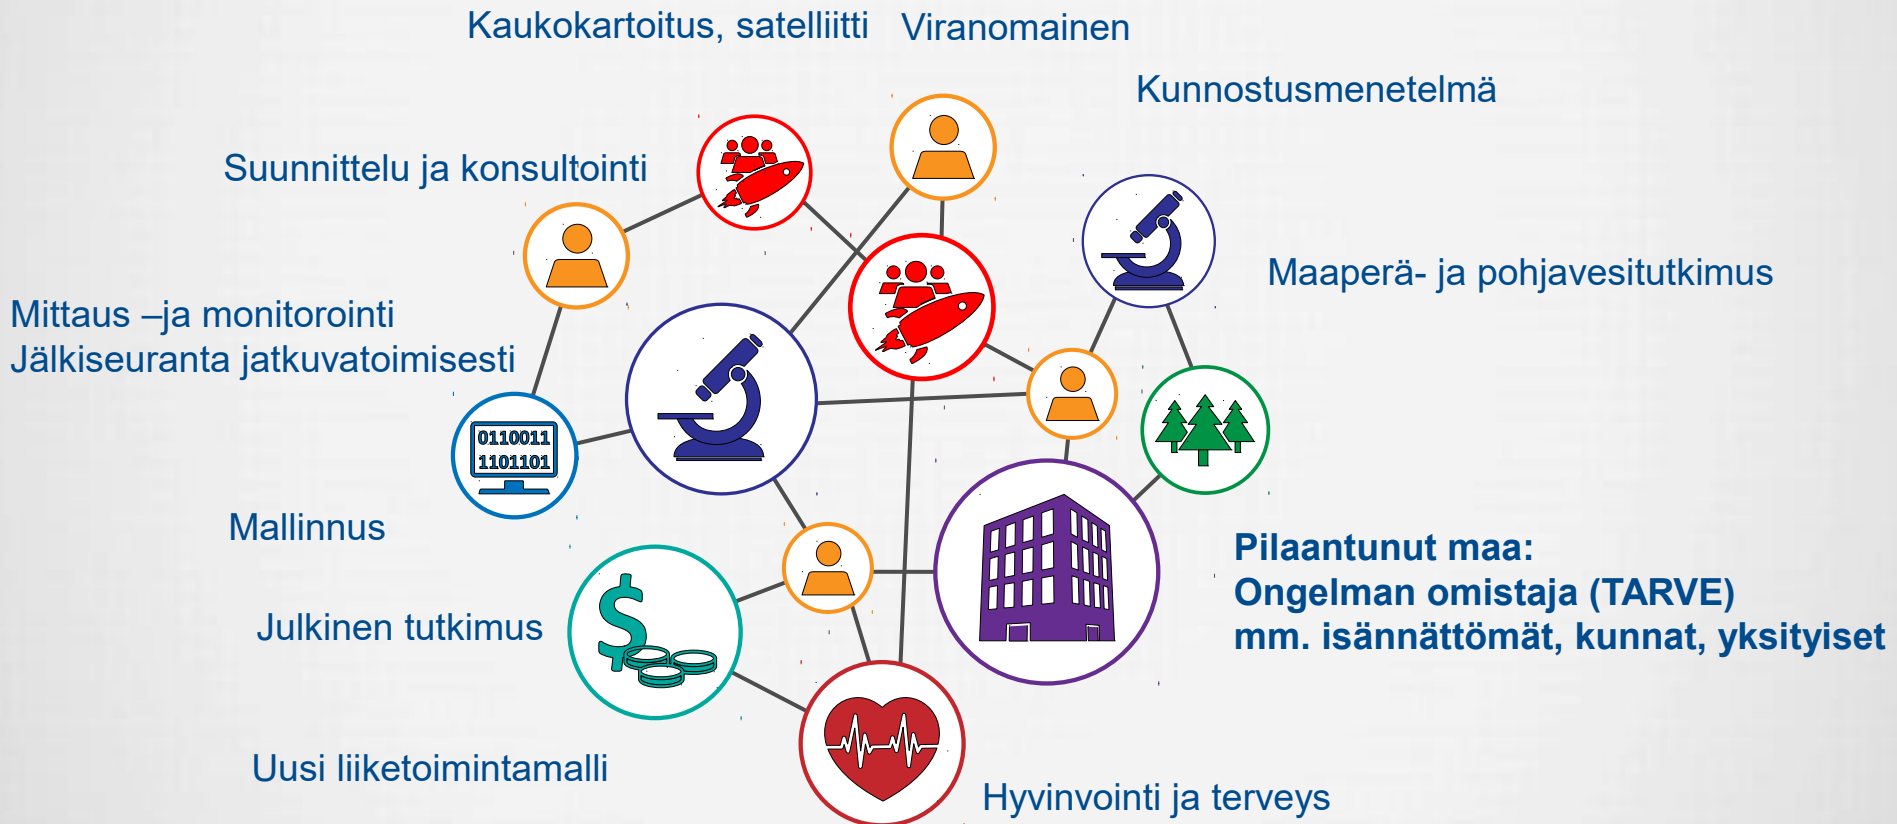 Kaukokartoitus, satelliitti
Viranomainen
Kunnostusmenetelmä
Suunnittelu ja konsultointi
Maaperä- ja pohjavesitutkimus
Mittaus –ja monitorointi
Jälkiseuranta jatkuvatoimisesti
0110011
1101101
Mallinnus
Pilaantunut maa:
Ongelman omistaja (TARVE)
mm. isännättömät, kunnat, yksityiset
Julkinen tutkimus
$
Uusi liiketoimintamalli
Hyvinvointi ja terveys